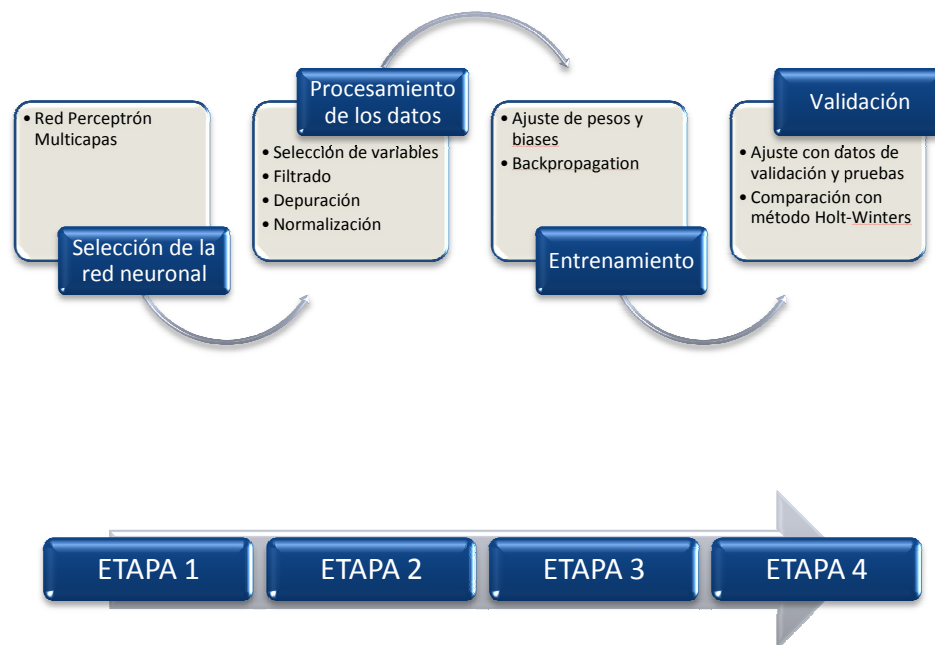 • Red Perceptrón
Multicapas
Selección de la
red neuronal
Procesamiento
de los datos
• Selección de variables
• Filtrado
• Depuración
• Normalización
• Ajuste de pesos y
biases
• Backpropagation
Entrenamiento
Validación
• Ajuste con datos de
validación y pruebas
• Comparación con
método Holt-Winters
ETAPA 1
ETAPA 2
ETAPA 3
ETAPA 4